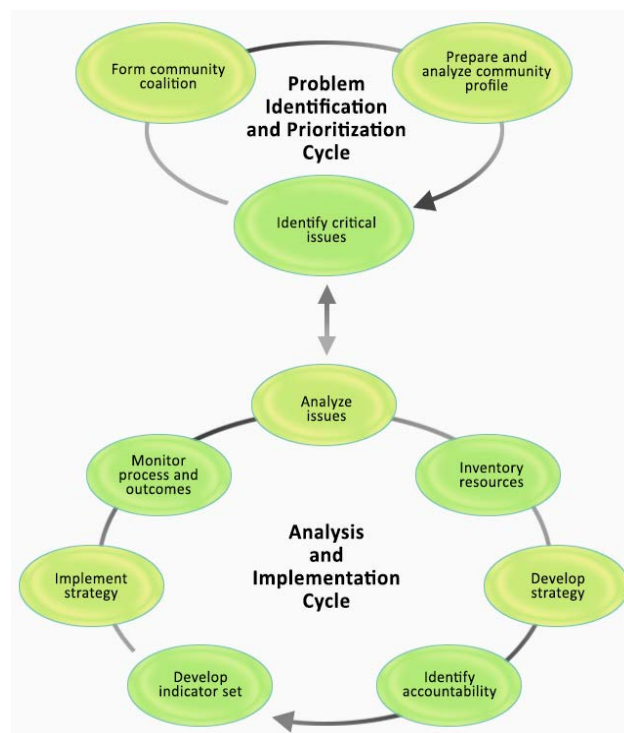 Form community
coalition
Prepare and
analyze community
profile
Problem
Identification
and Prioritization
Cycle
Identify critical
issues
Analyze
issues
Monitor
process and
outcomes
Inventory
resources
Analysis
and
Implementation
Cycle
Implement
strategy
Develop
strategy
Develop
indicator set
Identify
accountability